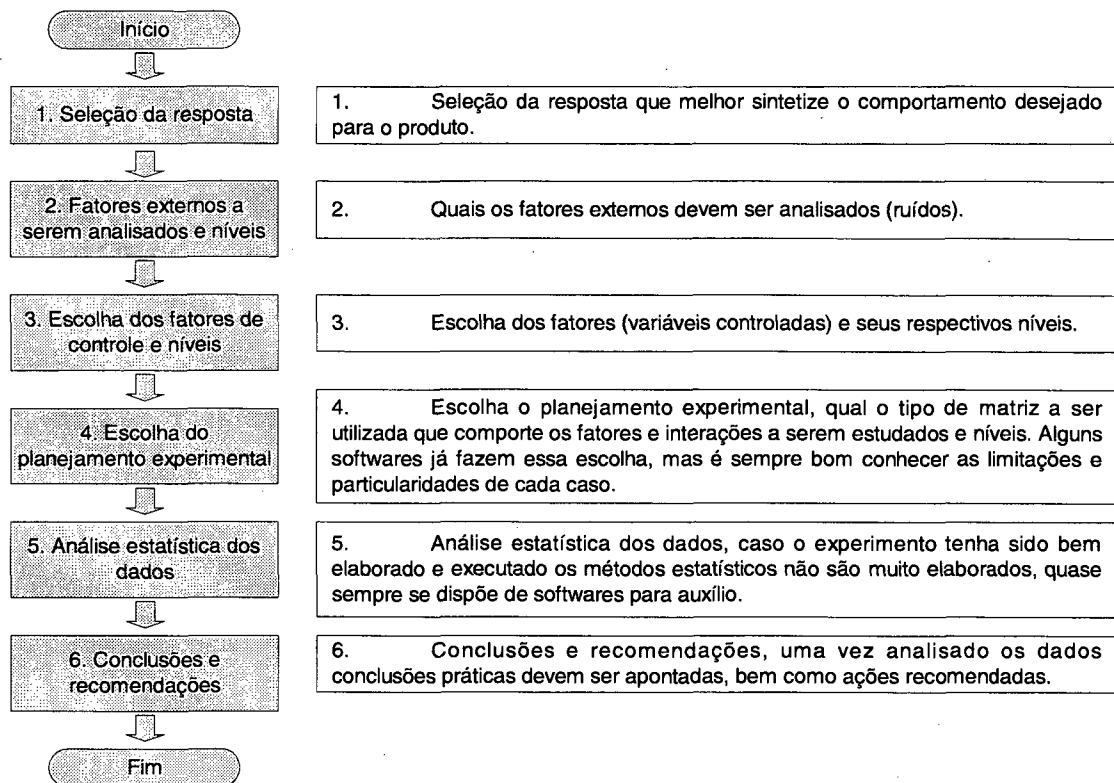 Início
1. Seleção da resposta
1. Seleção da resposta que melhor sintetize o comportamento desejado
para o produto.
2. Fatores externos a
serem analisados e níveis
2. Quais os fatores externos devem ser analisados (ruídos).
3. Escolha dos fatores de
controle e níveis
3. Escolha dos fatores (variáveis controladas) e seus respectivos níveis.
4. Escolha do
planejamento experimental
4. Escolha o planejamento experimental, qual o tipo de matriz a ser
utilizada que comporte os fatores e interações a serem estudados e níveis. Alguns
softwares já fazem essa escolha, mas é sempre bom conhecer as limitações e
particularidades de cada caso.
5. Análise estatística dos
dados
5. Análise estatística dos dados, caso o experimento tenha sido bem
elaborado e executado os métodos estatísticos não são muito elaborados, quase
sempre se dispõe de softwares para auxílio.
6. Conclusões e
recomendações
6. Conclusões e recomendações, uma vez analisado os dados
conclusões práticas devem ser apontadas, bem como ações recomendadas.
Fim